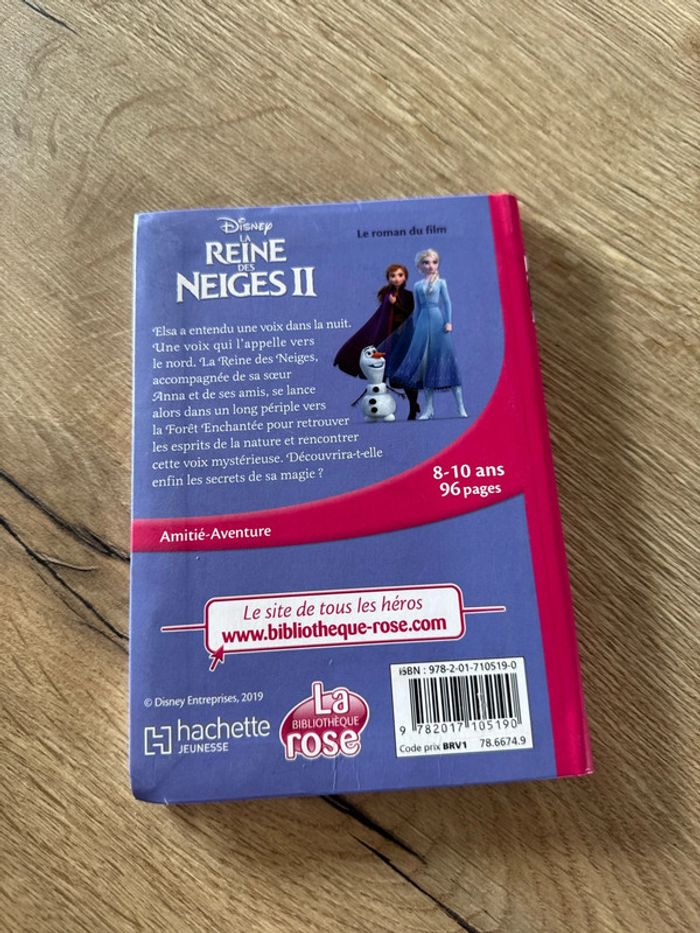 Disney
LA
REINE
DES
NEIGES II
Le roman du film
Elsa a entendu une voix dans la nuit.
Une voix qui l'appelle vers
le nord. La Reine des Neiges,
accompagnée de sa sœur
Anna et de ses amis, se lance
alors dans un long périple vers
la Forêt Enchantée pour retrouver
les esprits de la nature et rencontrer
cette voix mystérieuse. Découvrira-t-elle
enfin les secrets de sa magie ?
8-10 ans
96 pages
Amitié-Aventure
Le site de tous les héros
www.bibliotheque-rose.com
© Disney Entreprises, 2019
hachette
JEUNESSE
La
BIBLIOTHÈQUE
rose
ISBN : 978-2-01-710519-0
9 782017 105190
Code prix BRV1 78.6674.9